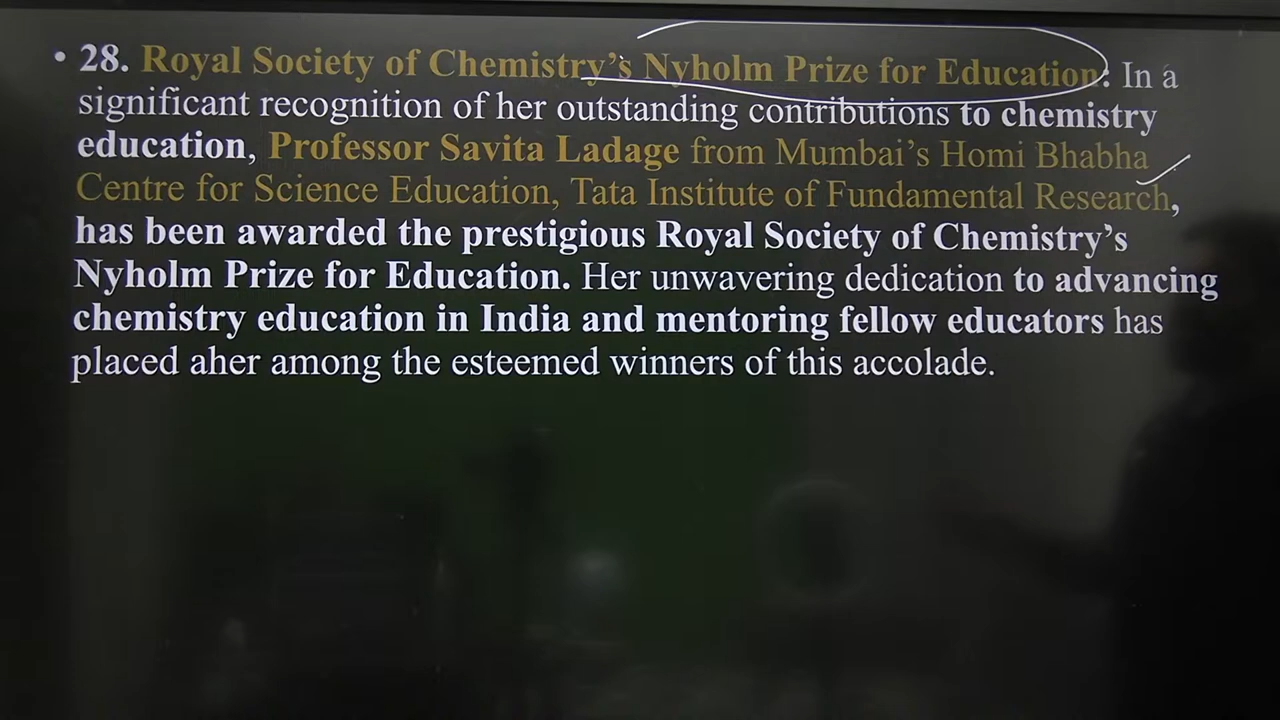 • 28. Royal Society of Chemistry's Nyholm Prize for Education: In a
significant recognition of her outstanding contributions to chemistry
education, Professor Savita Ladage from Mumbai's Homi Bhabha
Centre for Science Education, Tata Institute of Fundamental Research,
has been awarded the prestigious Royal Society of Chemistry's
Nyholm Prize for Education. Her unwavering dedication to advancing
chemistry education in India and mentoring fellow educators has
placed aher among the esteemed winners of this accolade.